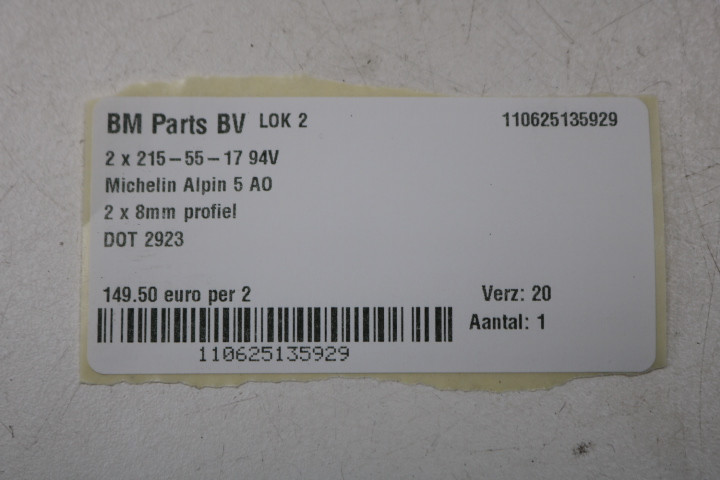 BM Parts BV LOK 2 110625135929
2 x 215-55-17 94V
Michelin Alpin 5 AO
2 x 8mm profiel
DOT 2923
149.50 euro per 2 Verz: 20
Aantal: 1
110625135929